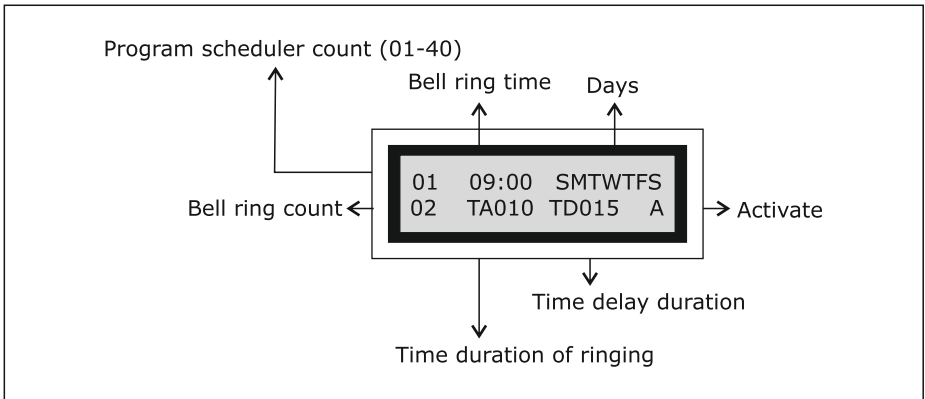 Program scheduler count (01-40)
Bell ring time
Days
01 09:00 SMTWTFS
02 TA010 TD015 A
Bell ring count
Activate
Time delay duration
Time duration of ringing